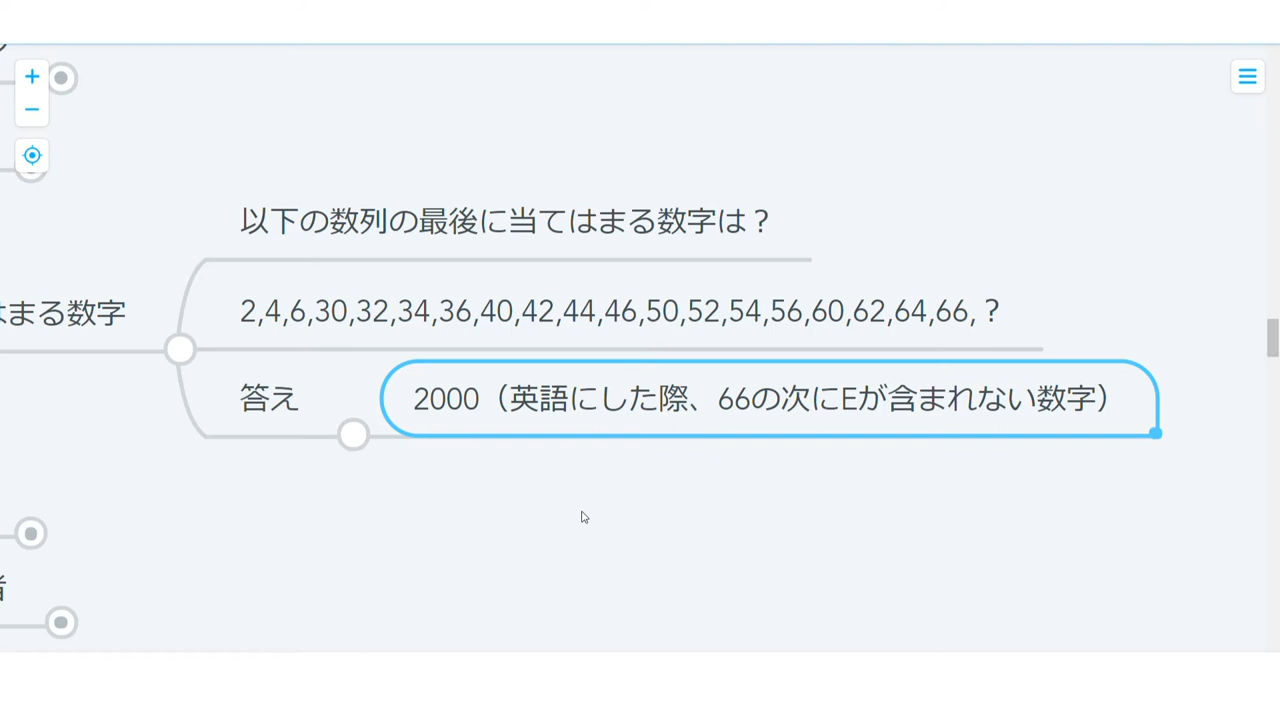 以下の数列の最後に当てはまる数字は？
まる数字
2,4,6,30,32,34,36,40,42,44,46,50,52,54,56,60,62,64,66,？
答え
2000（英語にした際、66の次にEが含まれない数字）